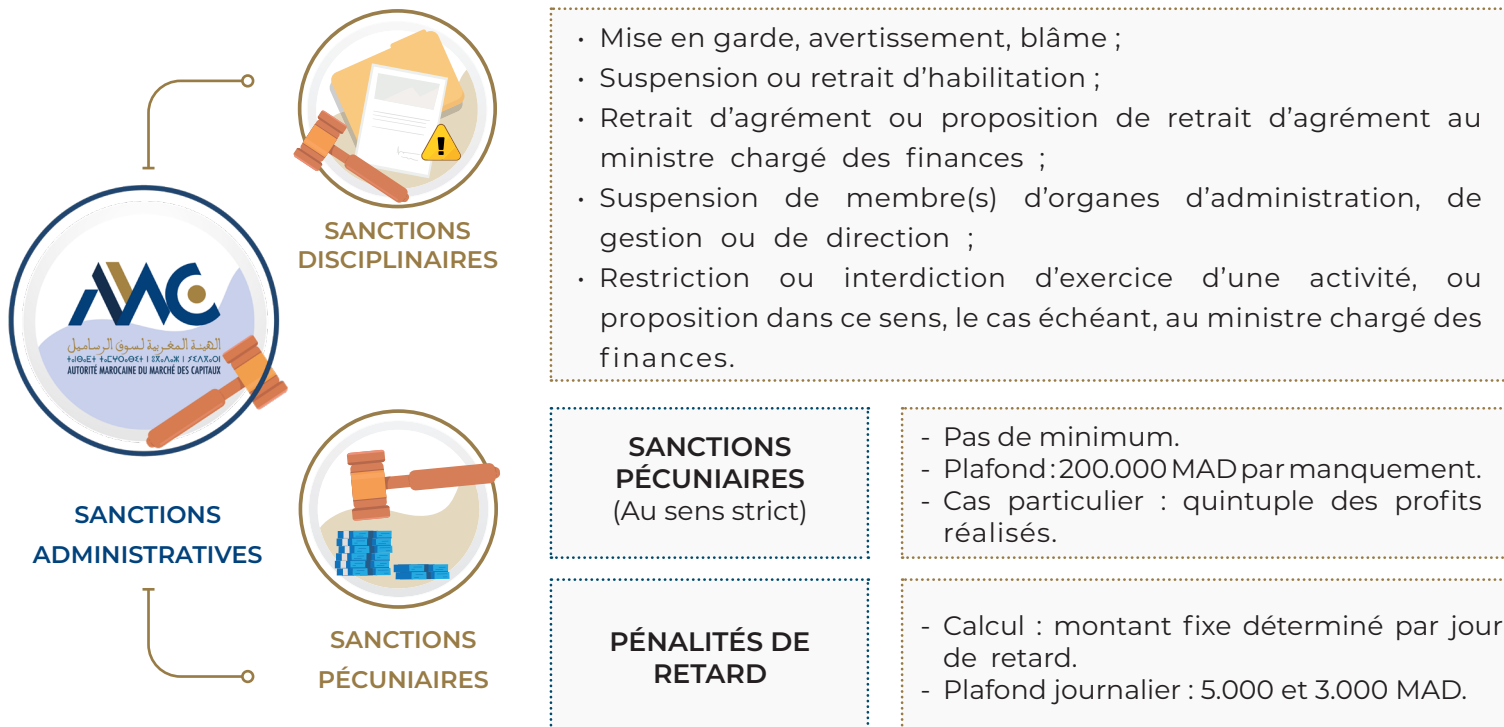 • Mise en garde, avertissement, blâme ;
• Suspension ou retrait d’habilitation ;
• Retrait d’agrément ou proposition de retrait d’agrément au
ministre chargé des finances ;
• Suspension de membre(s) d’organes d’administration, de
gestion ou de direction ;
• Restriction ou interdiction d’exercice d’une activité, ou
proposition dans ce sens, le cas échéant, au ministre chargé des
finances.
SANCTIONS
DISCIPLINAIRES
الهيئة المغربية لسوق الرساميل
AUTORITÉ MAROCAINE DU MARCHÉ DES CAPITAUX
SANCTIONS
ADMINISTRATIVES
SANCTIONS
PÉCUNIAIRES
SANCTIONS
PÉCUNIAIRES
(Au sens strict)
- Pas de minimum.
- Plafond : 200.000 MAD par manquement.
- Cas particulier : quintuple des profits
réalisés.
PÉNALITÉS DE
RETARD
- Calcul : montant fixe déterminé par jour
de retard.
- Plafond journalier : 5.000 et 3.000 MAD.